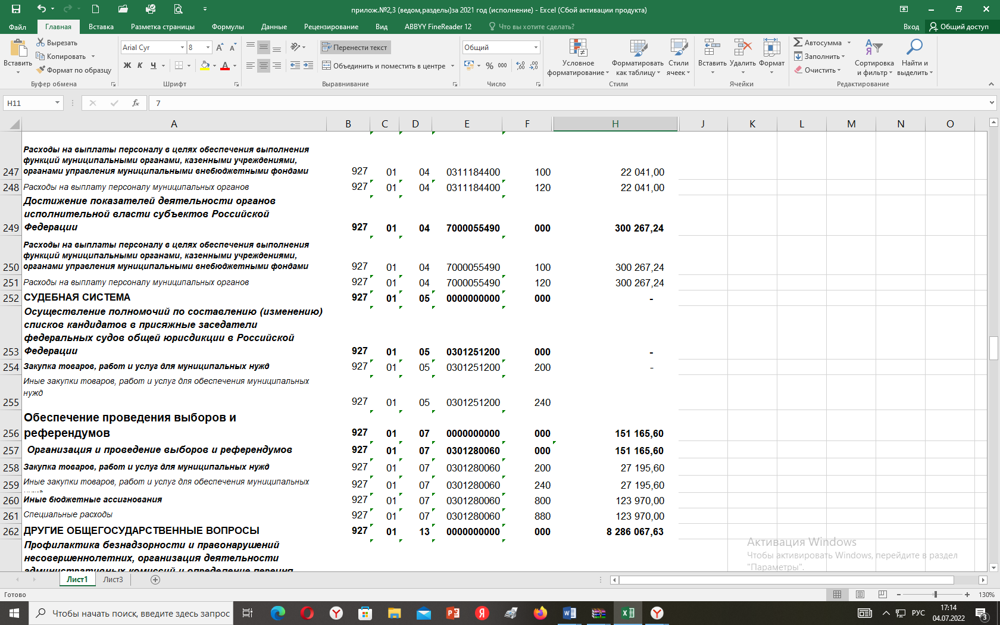 прилож.№2,3 (ведом,разделы)за 2021 год (исполнение) - Excel (Сбой активации продукта)
Файл Главная Вставка Разметка страницы Формулы Данные Рецензирование Вид ABBYY FineReader 12 Что вы хотите сделать? Вход Общий доступ
Вставить
Вырезать
Копировать
Формат по образцу
Буфер обмена
Arial Cyr 8
Ж К Ч
Шрифт
Перенести текст
Объединить и поместить в центре
Выравнивание
Общий
% 000
Число
Условное форматирование
Форматировать как таблицу
Стили ячеек
Стили
Вставить Удалить Формат
Ячейки
Автосумма
Заполнить
Очистить
Сортировка и фильтр
Найти и выделить
Редактирование
H11 fx 7
A B C D E F H J K L M N O
Расходы на выплаты персоналу в целях обеспечения выполнения
функций муниципальными органами, казенными учреждениями,
247 органами управления муниципальными внебюджетными фондами 927 01 04 0311184400 100 22 041,00
248 Расходы на выплату персоналу муниципальных органов 927 01 04 0311184400 120 22 041,00
Достижение показателей деятельности органов
исполнительной власти субъектов Российской
249 Федерации 927 01 04 7000055490 000 300 267,24
Расходы на выплаты персоналу в целях обеспечения выполнения
функций муниципальными органами, казенными учреждениями,
250 органами управления муниципальными внебюджетными фондами 927 01 04 7000055490 100 300 267,24
251 Расходы на выплату персоналу муниципальных органов 927 01 04 7000055490 120 300 267,24
252 СУДЕБНАЯ СИСТЕМА 927 01 05 0000000000 000 -
Осуществление полномочий по составлению (изменению)
списков кандидатов в присяжные заседатели
федеральных судов общей юрисдикции в Российской
253 Федерации 927 01 05 0301251200 000 -
254 Закупка товаров, работ и услуг для муниципальных нужд 927 01 05 0301251200 200 -
Иные закупки товаров, работ и услуг для обеспечения муниципальных
нужд
255 927 01 05 0301251200 240
Обеспечение проведения выборов и
256 референдумов 927 01 07 0000000000 000 151 165,60
257 Организация и проведение выборов и референдумов 927 01 07 0301280060 000 151 165,60
258 Закупка товаров, работ и услуг для муниципальных нужд 927 01 07 0301280060 200 27 195,60
259 Иные закупки товаров, работ и услуг для обеспечения муниципальных 927 01 07 0301280060 240 27 195,60
260 Иные бюджетные ассигнования 927 01 07 0301280060 800 123 970,00
261 Специальные расходы 927 01 07 0301280060 880 123 970,00
262 ДРУГИЕ ОБЩЕГОСУДАРСТВЕННЫЕ ВОПРОСЫ 927 01 13 0000000000 000 8 286 067,63
Профилактика безнадзорности и правонарушений
несовершеннолетних, организация деятельности
административных комиссий и определение перечня
Активация Windows
Чтобы активировать Windows, перейдите в раздел
"Параметры".
Лист1 Лист3
Готово 130%
Чтобы начать поиск, введите здесь запрос
РУС 17:14
04.07.2022 3